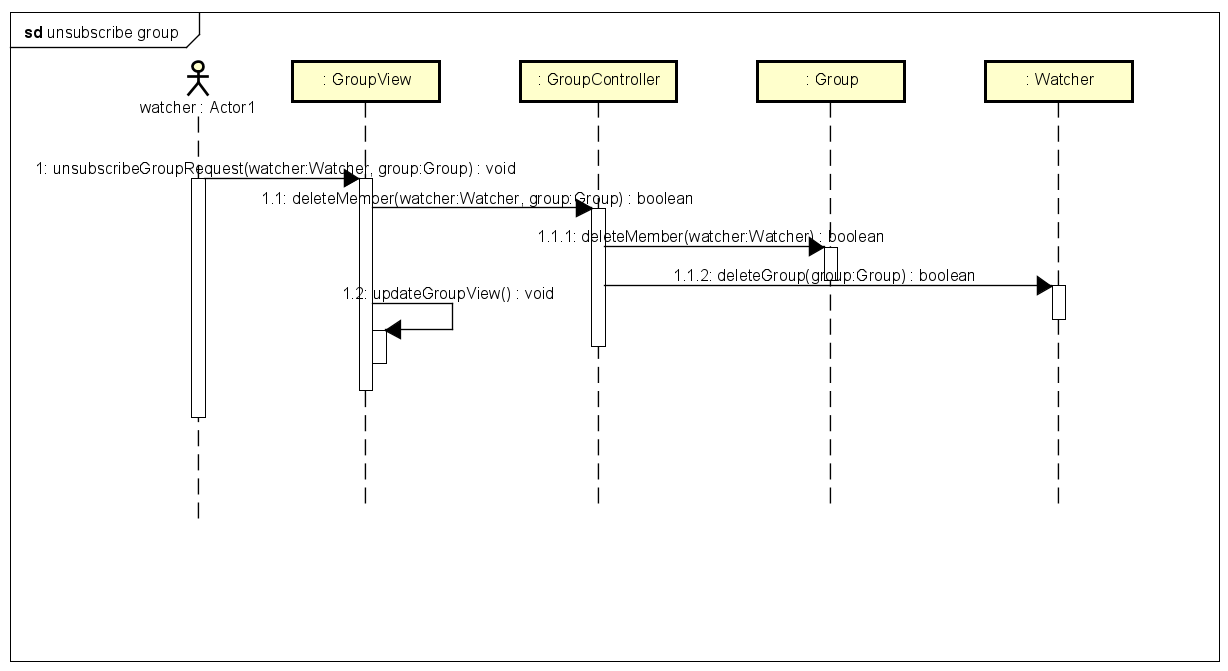 sd unsubscribe group
: GroupView
: GroupController
: Group
: Watcher
watcher : Actor1
1: unsubscribeGroupRequest(watcher:Watcher, group:Group) : void
1.1: deleteMember(watcher:Watcher, group:Group) : boolean
1.1.1: deleteMember(watcher:Watcher) : boolean
1.1.2: deleteGroup(group:Group) : boolean
1.2: updateGroupView() : void